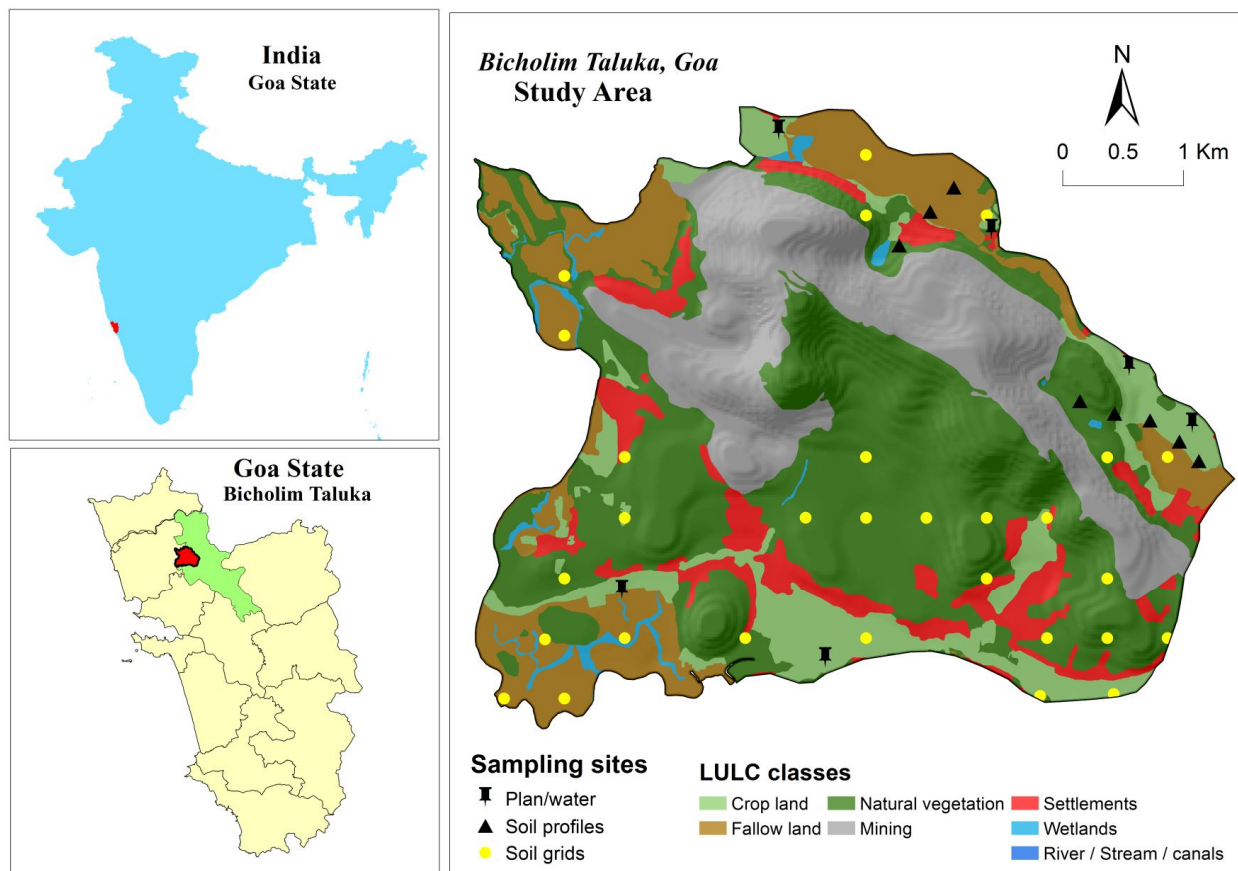 India
Goa State
Goa State
Bicholim Taluka
Bicholim Taluka, Goa
Study Area
N
0 0.5 1 Km
Sampling sites
Plan/water
Soil profiles
Soil grids
LULC classes
Crop land Natural vegetation Settlements
Fallow land Mining Wetlands
River / Stream / canals